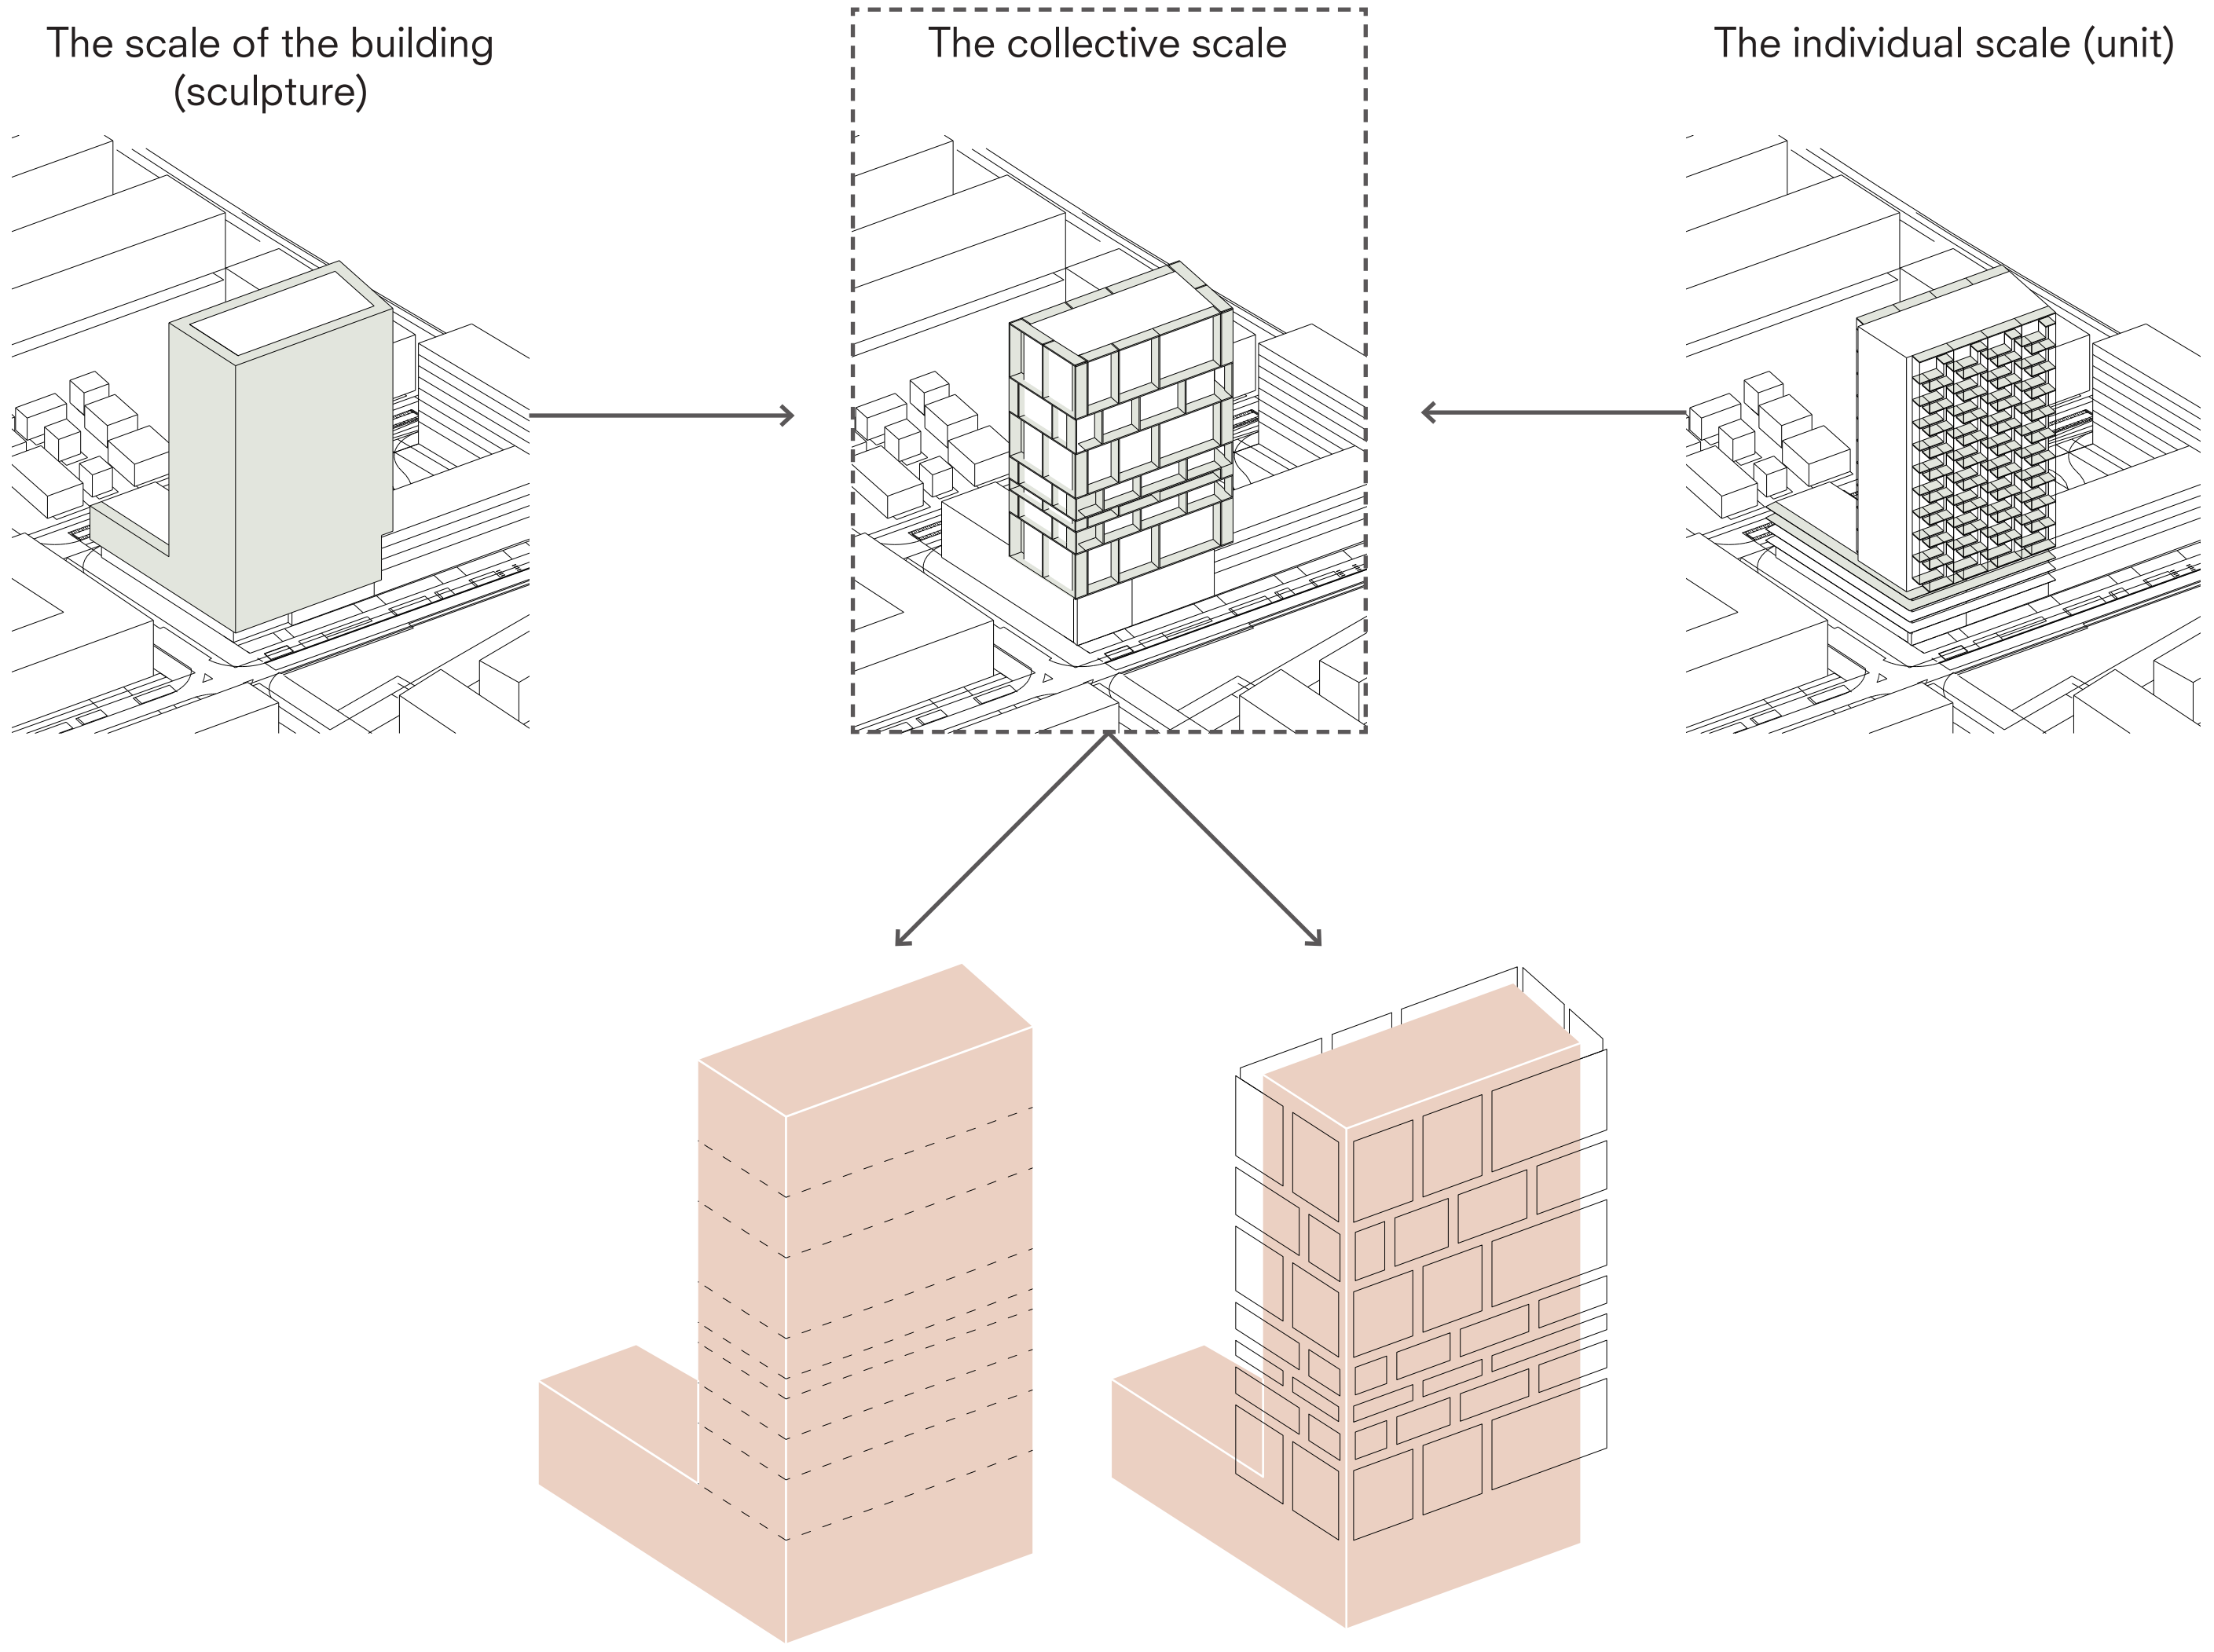 The scale of the building
(sculpture)
The collective scale
The individual scale (unit)